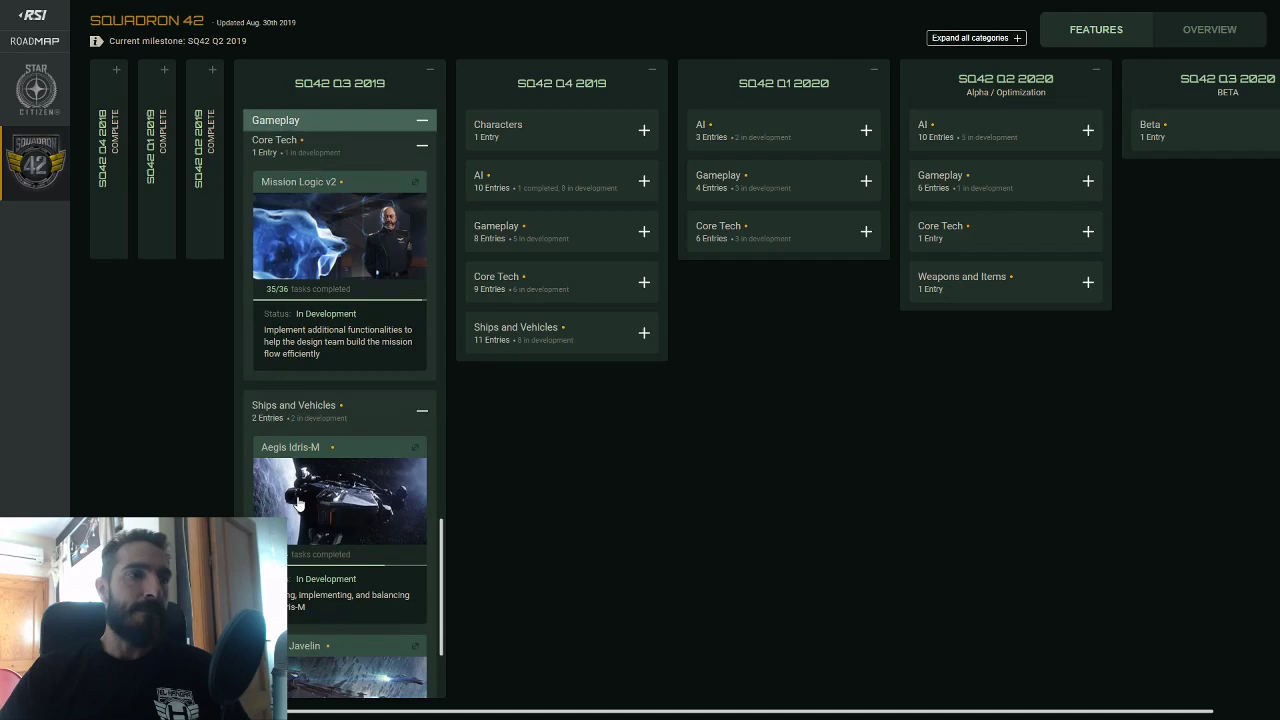 RSI
ROADMAP
STAR
CITIZEN
SQUADRON
42
SQUADRON 42 - Updated Aug. 30th 2019
Current milestone: SQ42 Q2 2019
Expand all categories +
FEATURES
OVERVIEW
SQ42 Q4 2018
COMPLETE
SQ42 Q1 2019
COMPLETE
SQ42 Q2 2019
COMPLETE
SQ42 Q3 2019
Gameplay
Core Tech
1 Entry • 1 in development
Mission Logic v2
35/36 tasks completed
Status: In Development
Implement additional functionalities to
help the design team build the mission
flow efficiently
Ships and Vehicles
2 Entries • 2 in development
Aegis Idris-M
tasks completed
In Development
implementing, and balancing
Javelin
SQ42 Q4 2019
Characters
1 Entry
AI
10 Entries • 1 completed, 8 in development
Gameplay
8 Entries • 5 in development
Core Tech
9 Entries • 6 in development
Ships and Vehicles
11 Entries • 8 in development
SQ42 Q1 2020
AI
3 Entries • 2 in development
Gameplay
4 Entries • 3 in development
Core Tech
6 Entries • 3 in development
SQ42 Q2 2020
Alpha / Optimization
AI
10 Entries • 5 in development
Gameplay
6 Entries • 1 in development
Core Tech
1 Entry
Weapons and Items
1 Entry
SQ42 Q3 2020
BETA
Beta
1 Entry